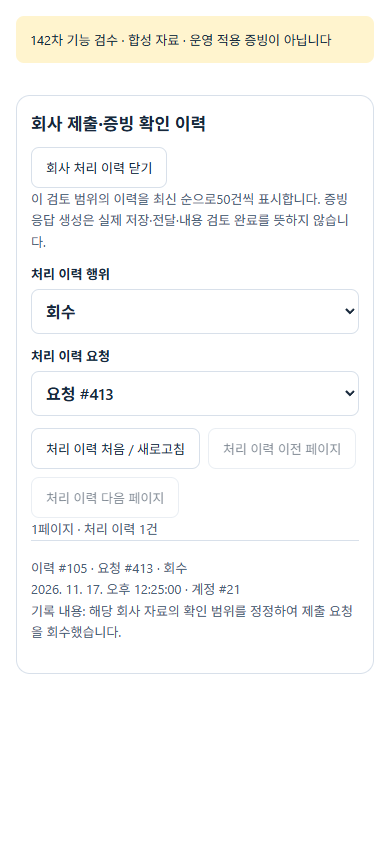 142차 기능 검수 · 합성 자료 · 운영 적용 증빙이 아닙니다
회사 제출·증빙 확인 이력
회사 처리 이력 닫기
이 검토 범위의 이력을 최신 순으로50건씩 표시합니다. 증빙
응답 생성은 실제 저장·전달·내용 검토 완료를 뜻하지 않습니
다.
처리 이력 행위
회수
처리 이력 요청
요청 #413
처리 이력 처음 / 새로고침
처리 이력 이전 페이지
처리 이력 다음 페이지
1페이지 · 처리 이력 1건
이력 #105 · 요청 #413 · 회수
2026. 11. 17. 오후 12:25:00 · 계정 #21
기록 내용: 해당 회사 자료의 확인 범위를 정정하여 제출 요청
을 회수했습니다.